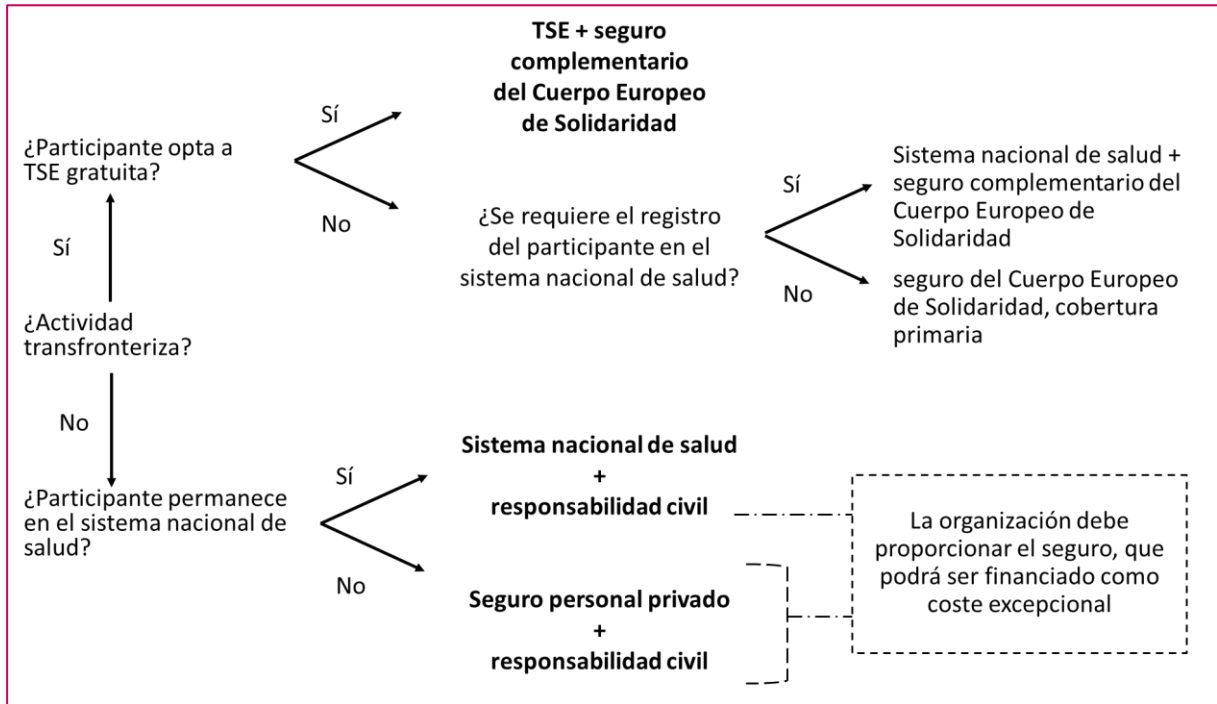 TSE + seguro
complementario
del Cuerpo Europeo
de Solidaridad
Sí
¿Participante opta a
TSE gratuita?
No
Sí
¿Se requiere el registro
del participante en el
sistema nacional de salud?
Sí
Sistema nacional de salud +
seguro complementario del
Cuerpo Europeo de
Solidaridad
No
seguro del Cuerpo Europeo
de Solidaridad, cobertura
primaria
¿Actividad
transfronteriza?
No
¿Participante permanece
en el sistema nacional de
salud?
Sí
Sistema nacional de salud
+
responsabilidad civil
No
Seguro personal privado
+
responsabilidad civil
La organización debe
proporcionar el seguro, que
podrá ser financiado como
coste excepcional